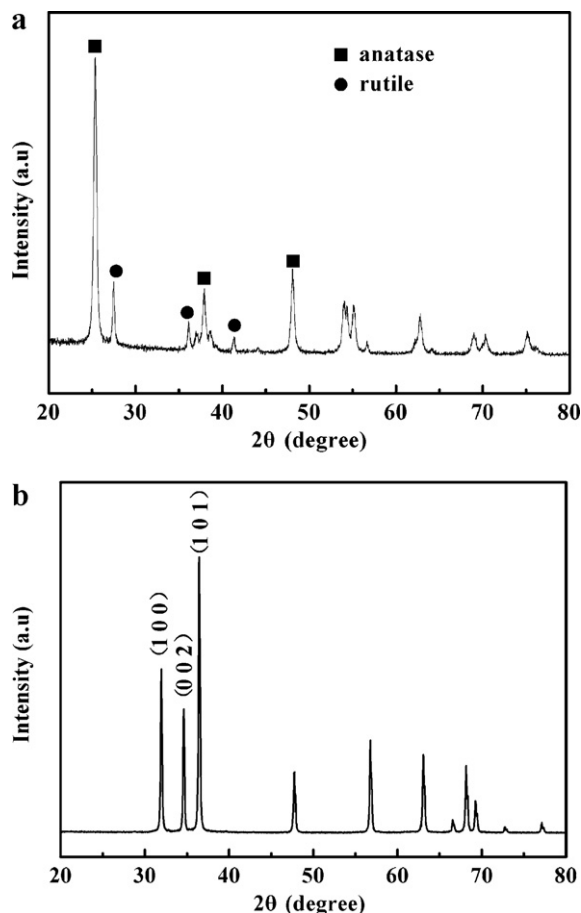 a
■ anatase
● rutile
Intensity (a.u)
20 30 40 50 60 70 80
2θ (degree)
b
(1 0 0)
(0 0 2)
(1 0 1)
Intensity (a.u)
20 30 40 50 60 70 80
2θ (degree)